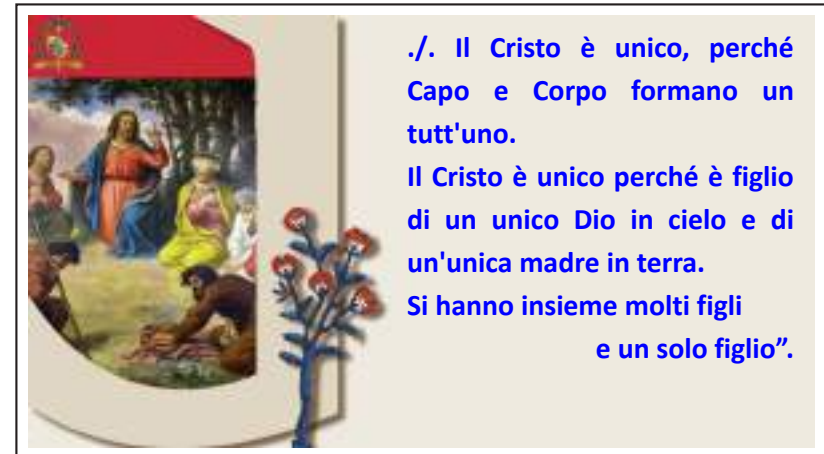 ./. Il Cristo è unico, perché
Capo e Corpo formano un
tutt'uno.
Il Cristo è unico perché è figlio
di un unico Dio in cielo e di
un'unica madre in terra.
Si hanno insieme molti figli
e un solo figlio”.